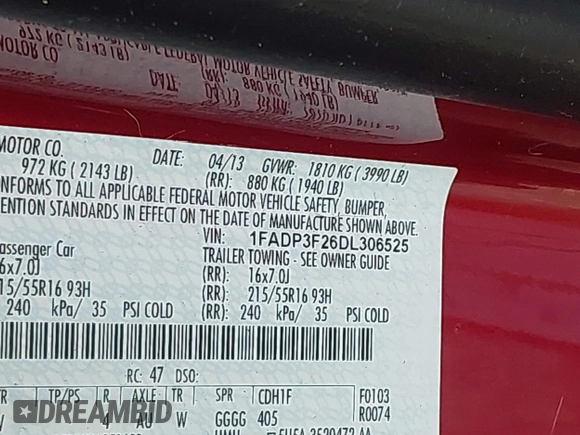 MOTOR CO. DATE: 04/13 GVWR: 1810 KG ( 3990 LB)
972 KG ( 2143 LB) (RR): 880 KG ( 1940 LB)
NFORMS TO ALL APPLICABLE FEDERAL MOTOR VEHICLE SAFETY, BUMPER,
ENTION STANDARDS IN EFFECT ON THE DATE OF MANUFACTURE SHOWN ABOVE.
VIN: 1FADP3F26DL306525
assenger Car TRAILER TOWING - SEE OWNER GUIDE
6x7.0J (RR): 16x7.0J
15/55R16 93H (RR): 215/55R16 93H
240 kPa/ 35 PSI COLD (RR): 240 kPa/ 35 PSI COLD
RC: 47 DSO:
TR TP/PS R AXLE TR SPR CDH1F F0103
4 AU W GGGG 405 R0074
DREAMBID